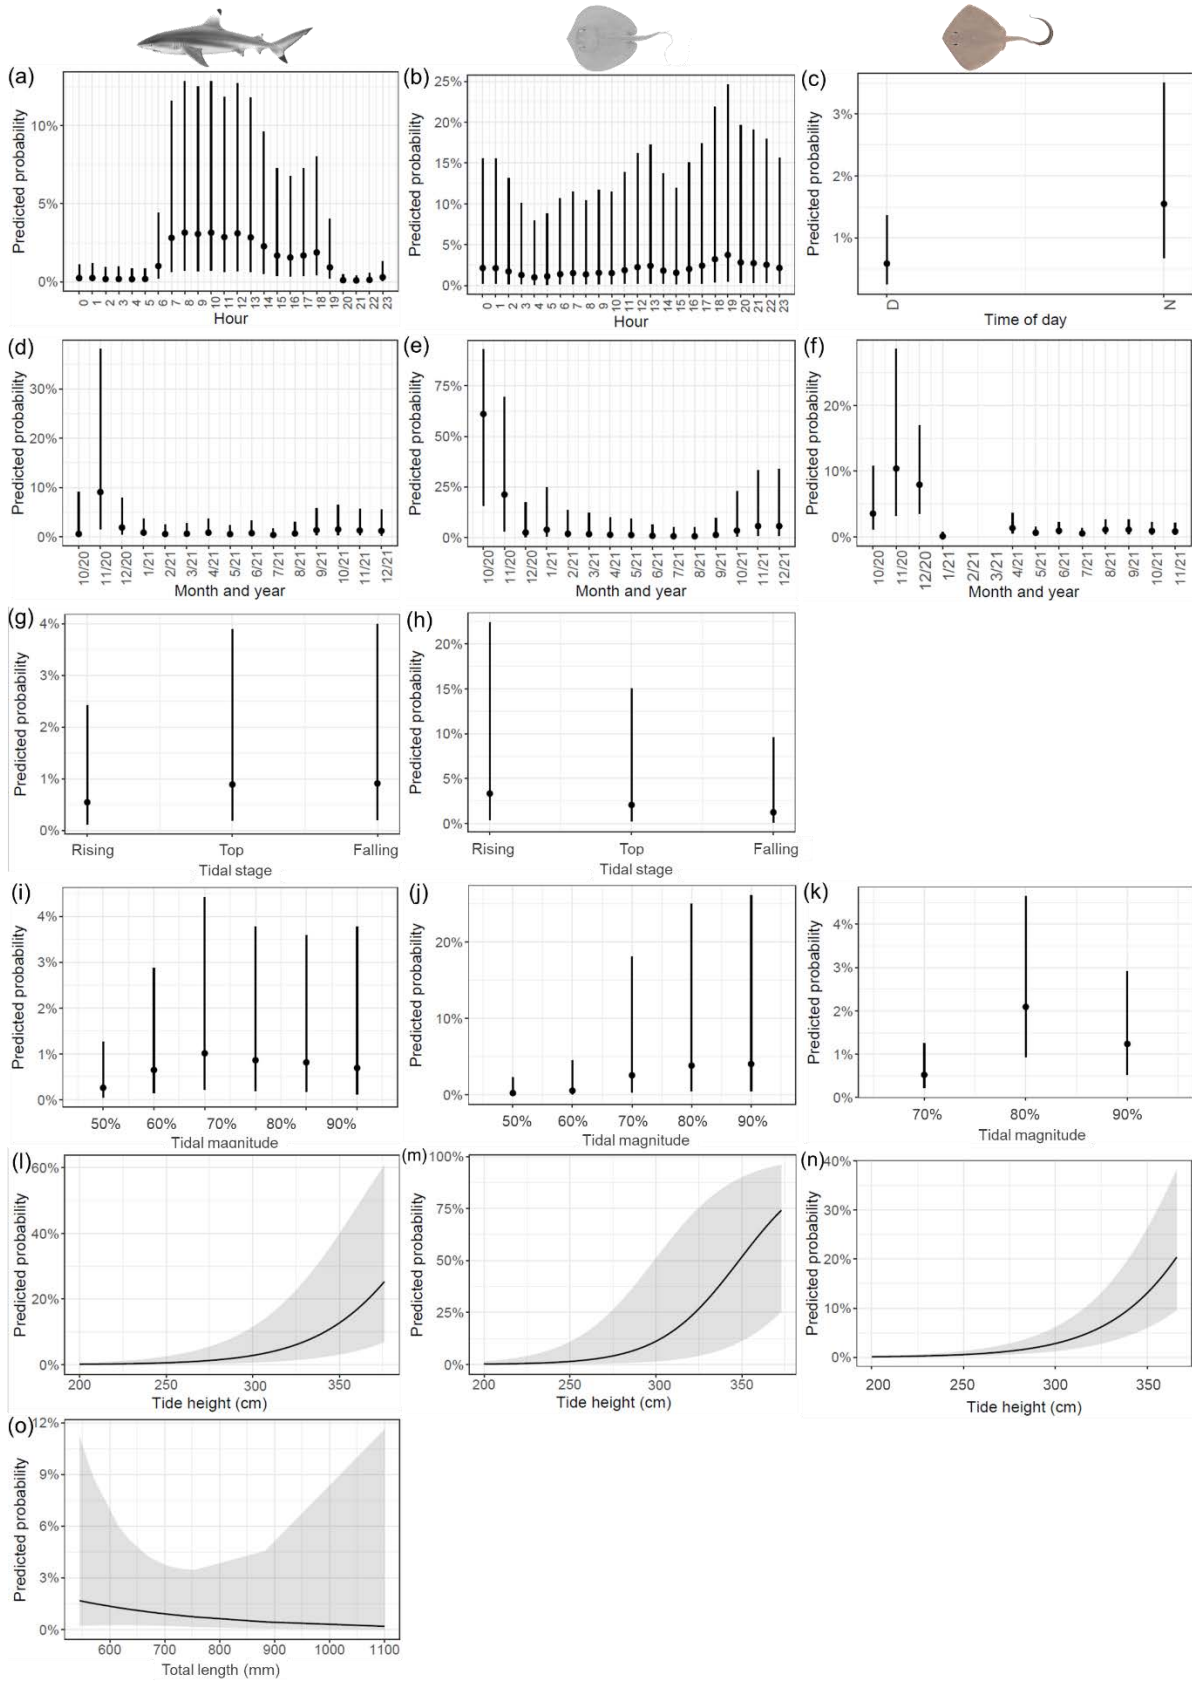 (a)
Predicted probability
10%
5%
0%
0 1 2 3 4 5 6 7 8 9 10 11 12 13 14 15 16 17 18 19 20 21 22 23
Hour
(b)
Predicted probability
25%
20%
15%
10%
5%
0%
0 1 2 3 4 5 6 7 8 9 10 11 12 13 14 15 16 17 18 19 20 21 22 23
Hour
(c)
Predicted probability
3%
2%
1%
D N
Time of day
(d)
Predicted probability
30%
20%
10%
0%
10/20 11/20 12/20 1/21 2/21 3/21 4/21 5/21 6/21 7/21 8/21 9/21 10/21 11/21 12/21
Month and year
(e)
Predicted probability
75%
50%
25%
0%
10/20 11/20 12/20 1/21 2/21 3/21 4/21 5/21 6/21 7/21 8/21 9/21 10/21 11/21 12/21
Month and year
(f)
Predicted probability
20%
10%
0%
10/20 11/20 12/20 1/21 2/21 3/21 4/21 5/21 6/21 7/21 8/21 9/21 10/21 11/21
Month and year
(g)
Predicted probability
4%
3%
2%
1%
0%
Rising Top Falling
Tidal stage
(h)
Predicted probability
20%
15%
10%
5%
0%
Rising Top Falling
Tidal stage
(i)
Predicted probability
4%
3%
2%
1%
0%
50% 60% 70% 80% 90%
Tidal magnitude
(j)
Predicted probability
20%
10%
0%
50% 60% 70% 80% 90%
Tidal magnitude
(k)
Predicted probability
4%
3%
2%
1%
0%
70% 80% 90%
Tidal magnitude
(l)
Predicted probability
60%
40%
20%
0%
200 250 300 350
Tide height (cm)
(m)
Predicted probability
100%
75%
50%
25%
0%
200 250 300 350
Tide height (cm)
(n)
Predicted probability
40%
30%
20%
10%
0%
200 250 300 350
Tide height (cm)
(o)
Predicted probability
12%
9%
6%
3%
0%
600 700 800 900 1000 1100
Total length (mm)